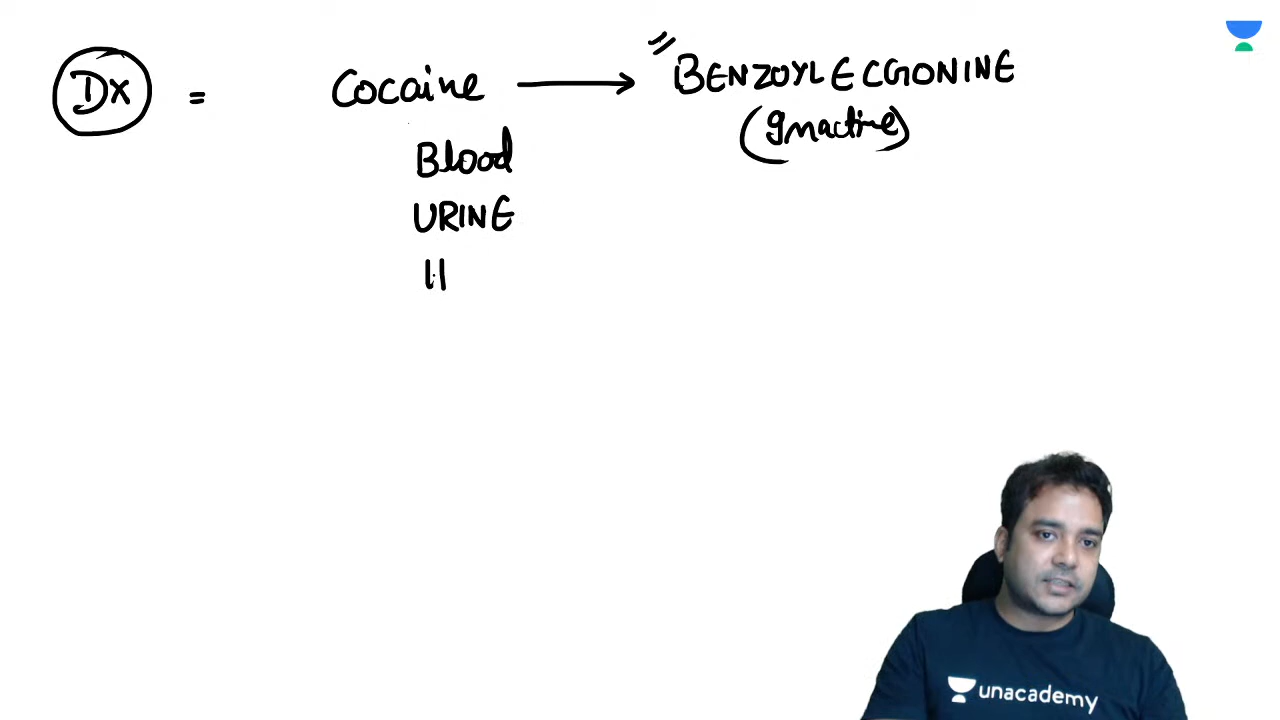 Dx = Cocaine → BENZOYLECGONINE
(Inactive)
Blood
URINE
unacademy